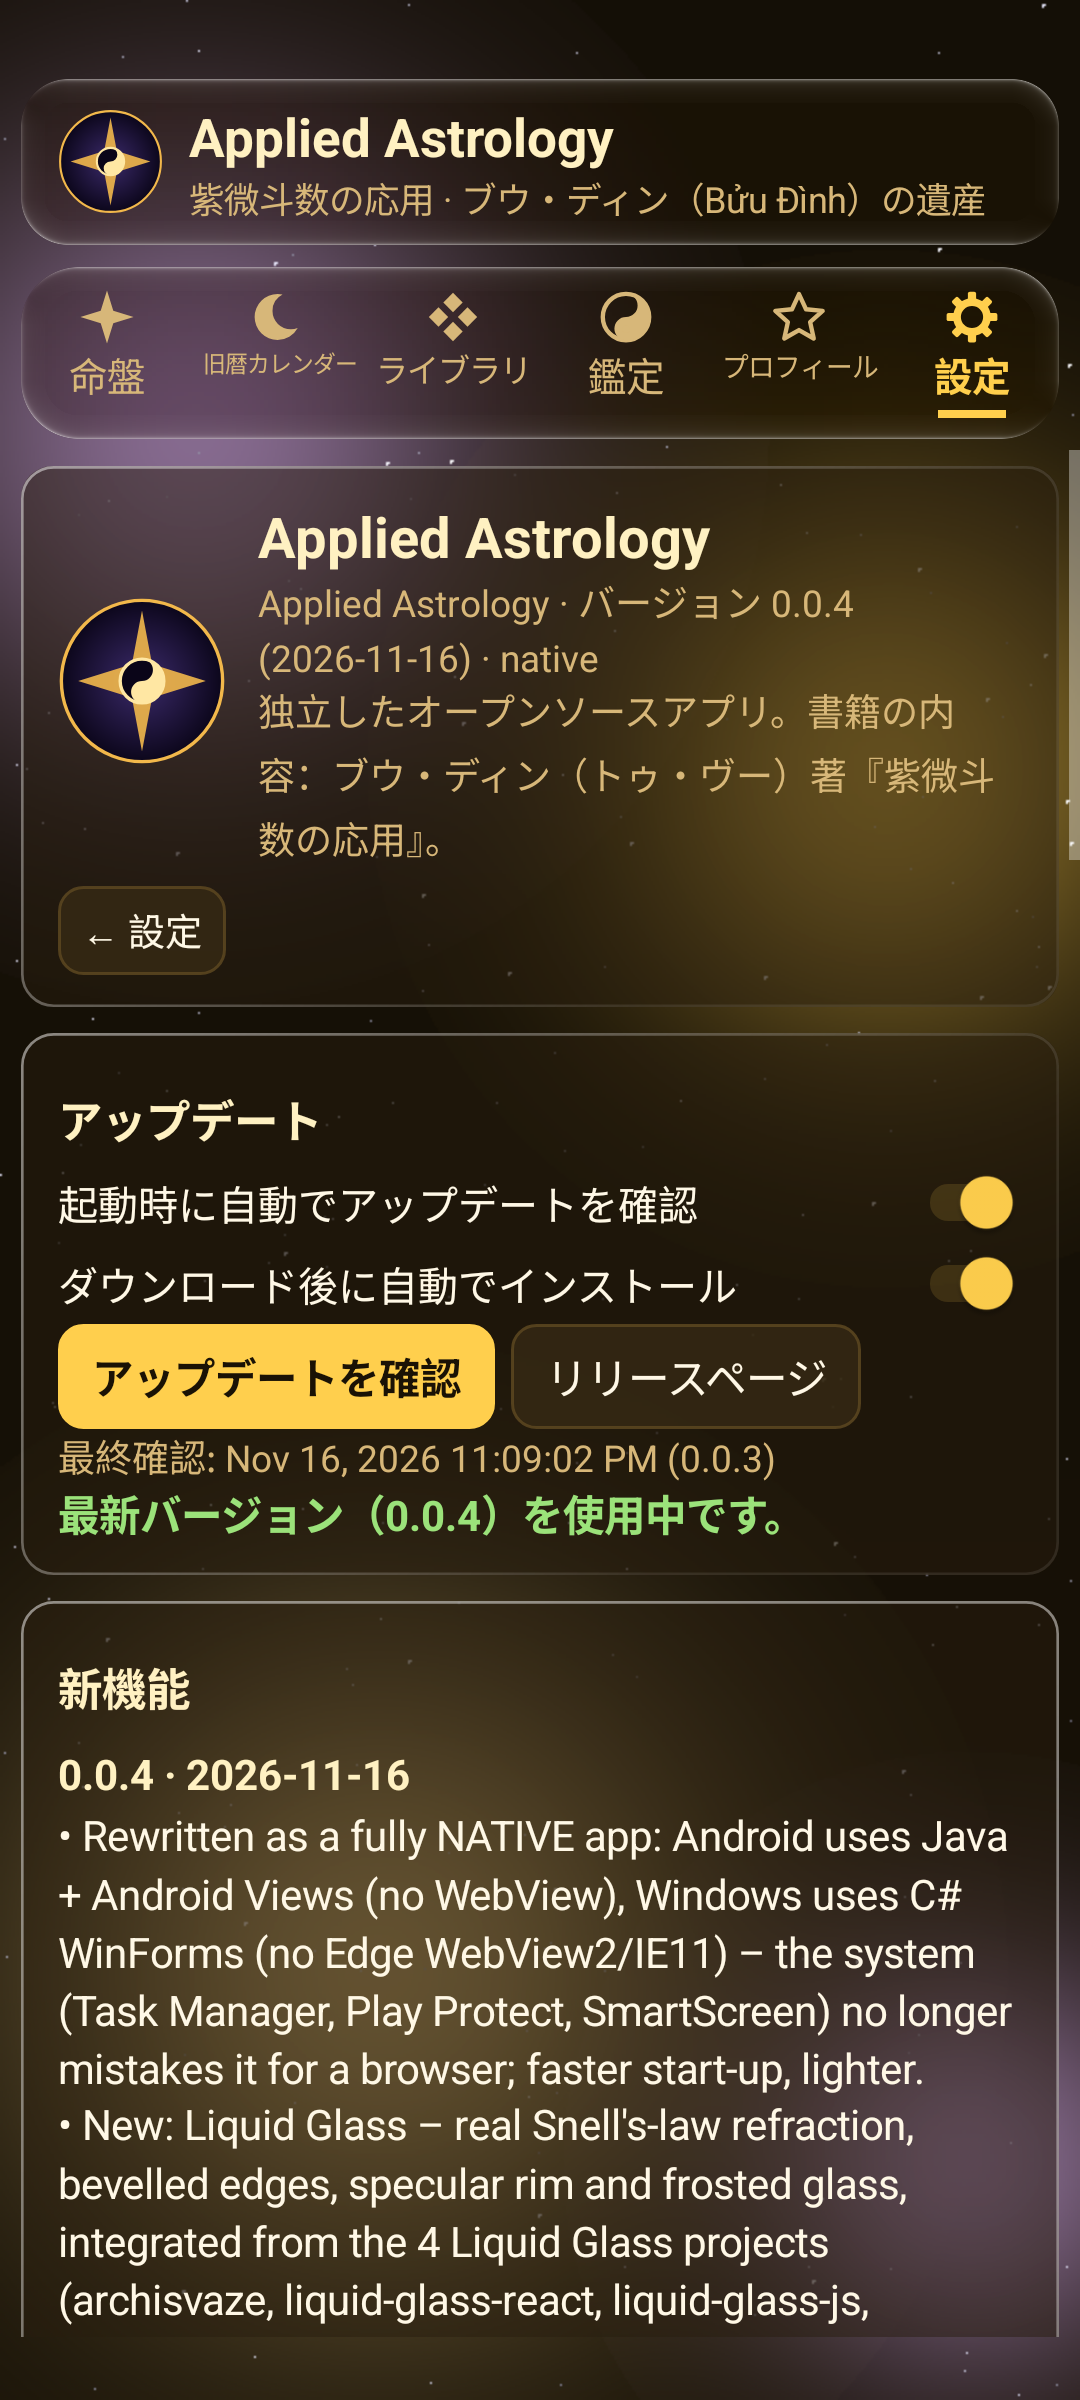 Applied Astrology
紫微斗数の応用 · ブウ・ディン（Bửu Đình）の遺産
命盤
旧暦カレンダー
ライブラリ
鑑定
プロフィール
設定
Applied Astrology
Applied Astrology · バージョン 0.0.4
(2026-11-16) · native
独立したオープンソースアプリ。書籍の内
容：ブウ・ディン（トゥ・ヴー）著『紫微斗
数の応用』。
← 設定
アップデート
起動時に自動でアップデートを確認
ダウンロード後に自動でインストール
アップデートを確認
リリースページ
最終確認: Nov 16, 2026 11:09:02 PM (0.0.3)
最新バージョン（0.0.4）を使用中です。
新機能
0.0.4 · 2026-11-16
• Rewritten as a fully NATIVE app: Android uses Java
+ Android Views (no WebView), Windows uses C#
WinForms (no Edge WebView2/IE11) – the system
(Task Manager, Play Protect, SmartScreen) no longer
mistakes it for a browser; faster start-up, lighter.
• New: Liquid Glass – real Snell's-law refraction,
bevelled edges, specular rim and frosted glass,
integrated from the 4 Liquid Glass projects
(archisvaze, liquid-glass-react, liquid-glass-js,